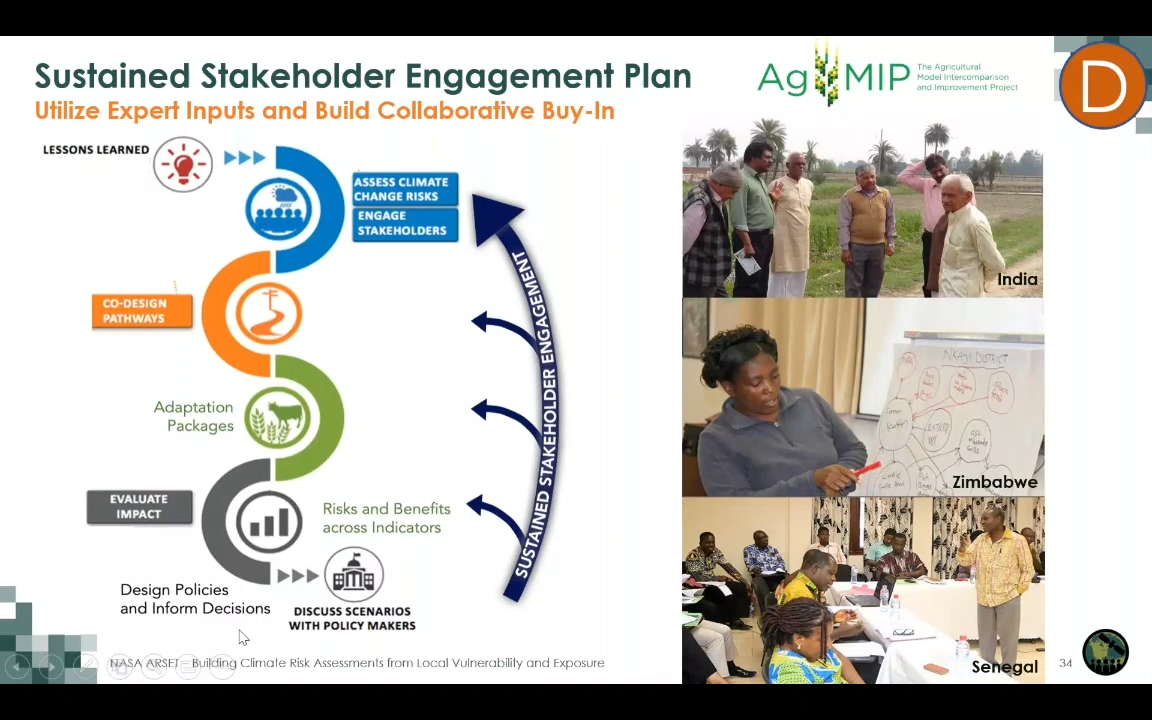 Sustained Stakeholder Engagement Plan
Utilize Expert Inputs and Build Collaborative Buy-In
AgMIP
The Agricultural
Model Intercomparison
and Improvement Project
D
LESSONS LEARNED
ASSESS CLIMATE
CHANGE RISKS
ENGAGE
STAKEHOLDERS
CO-DESIGN
PATHWAYS
Adaptation
Packages
EVALUATE
IMPACT
Risks and Benefits
across Indicators
Design Policies
and Inform Decisions
DISCUSS SCENARIOS
WITH POLICY MAKERS
SUSTAINED STAKEHOLDER ENGAGEMENT
India
NKAYI DISTRICT
Zimbabwe
Senegal
NASA ARSET – Building Climate Risk Assessments from Local Vulnerability and Exposure
34